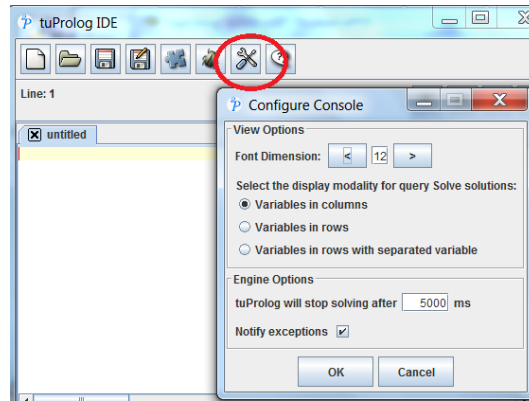 tuProlog IDE
Line: 1
untitled
Configure Console
View Options
Font Dimension: < 12 >
Select the display modality for query Solve solutions:
Variables in columns
Variables in rows
Variables in rows with separated variable
Engine Options
tuProlog will stop solving after 5000 ms
Notify exceptions
OK Cancel